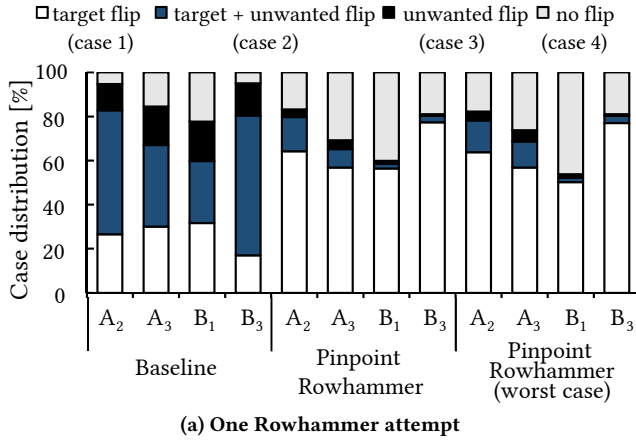 target flip target + unwanted flip unwanted flip no flip
(case 1) (case 2) (case 3) (case 4)
Case distribution [%]
100
80
60
40
20
0
A₂ A₃ B₁ B₃ A₂ A₃ B₁ B₃ A₂ A₃ B₁ B₃
Baseline
Pinpoint
Rowhammer
Pinpoint
Rowhammer
(worst case)
(a) One Rowhammer attempt